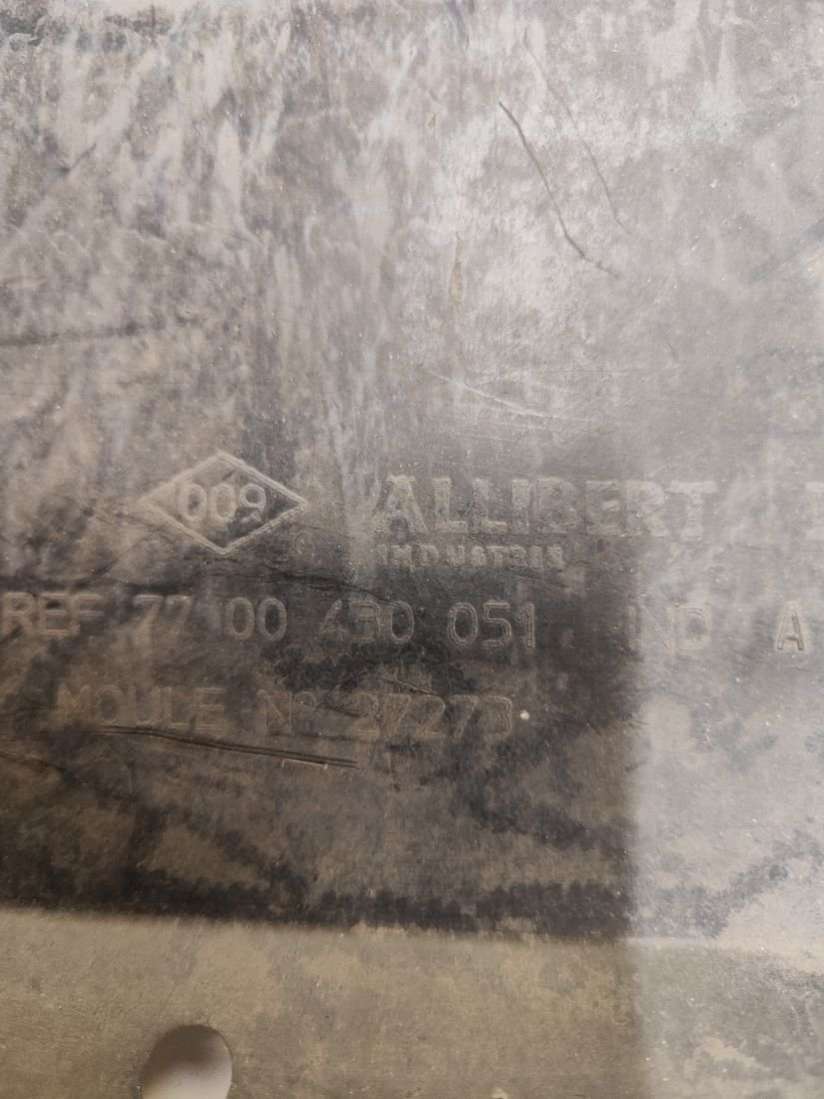 009 ALLIBERT
INDUSTRIE
REF 77 00 430 051 IND A
MOULE N° 27273